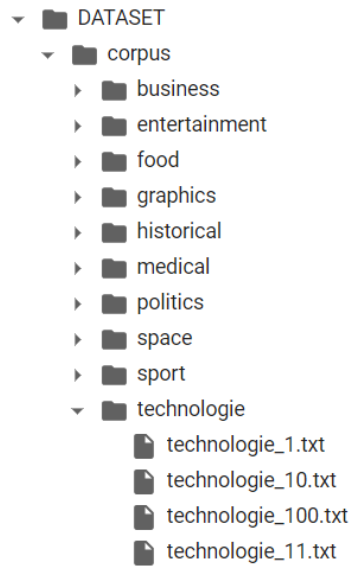 DATASET
corpus
business
entertainment
food
graphics
historical
medical
politics
space
sport
technologie
technologie_1.txt
technologie_10.txt
technologie_100.txt
technologie_11.txt